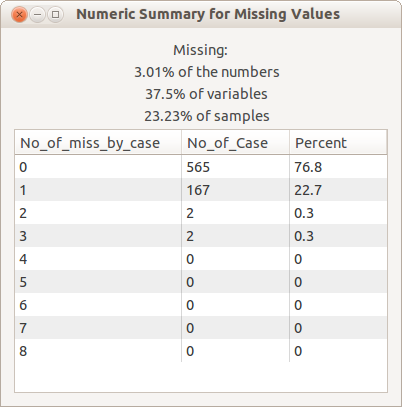 Numeric Summary for Missing Values
Missing:
3.01% of the numbers
37.5% of variables
23.23% of samples
No_of_miss_by_case No_of_Case Percent
0 565 76.8
1 167 22.7
2 2 0.3
3 2 0.3
4 0 0
5 0 0
6 0 0
7 0 0
8 0 0